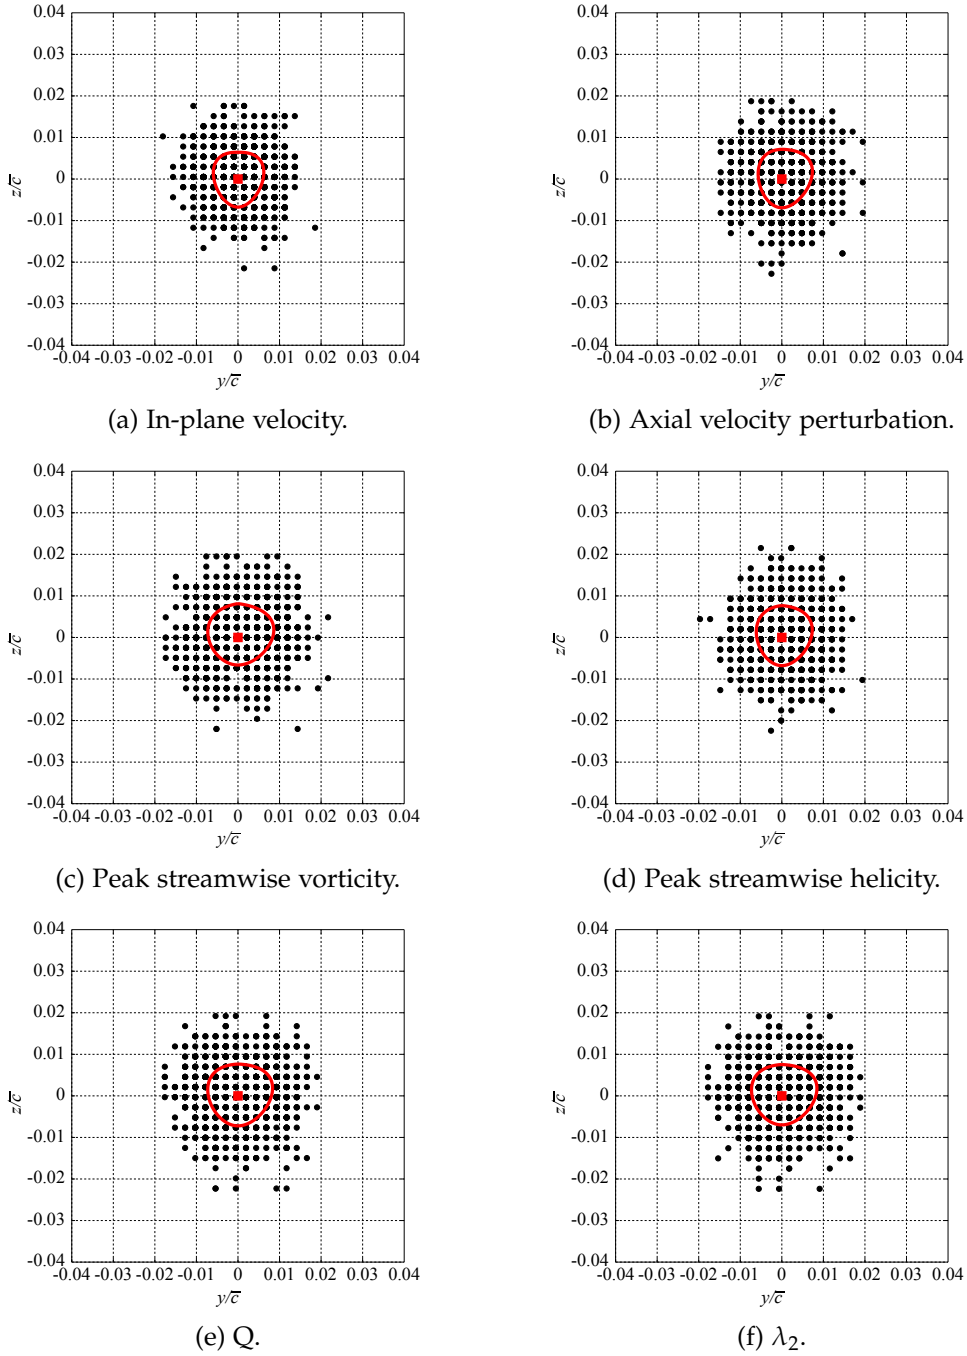 0.04 0.04
0.03 0.03
0.02 0.02
0.01 0.01
z/c̅ 0 z/c̅ 0
-0.01 -0.01
-0.02 -0.02
-0.03 -0.03
-0.04 -0.04
-0.04 -0.03 -0.02 -0.01 0 0.01 0.02 0.03 0.04 -0.04 -0.03 -0.02 -0.01 0 0.01 0.02 0.03 0.04
y/c̅ y/c̅
(a) In-plane velocity. (b) Axial velocity perturbation.
0.04 0.04
0.03 0.03
0.02 0.02
0.01 0.01
z/c̅ 0 z/c̅ 0
-0.01 -0.01
-0.02 -0.02
-0.03 -0.03
-0.04 -0.04
-0.04 -0.03 -0.02 -0.01 0 0.01 0.02 0.03 0.04 -0.04 -0.03 -0.02 -0.01 0 0.01 0.02 0.03 0.04
y/c̅ y/c̅
(c) Peak streamwise vorticity. (d) Peak streamwise helicity.
0.04 0.04
0.03 0.03
0.02 0.02
0.01 0.01
z/c̅ 0 z/c̅ 0
-0.01 -0.01
-0.02 -0.02
-0.03 -0.03
-0.04 -0.04
-0.04 -0.03 -0.02 -0.01 0 0.01 0.02 0.03 0.04 -0.04 -0.03 -0.02 -0.01 0 0.01 0.02 0.03 0.04
y/c̅ y/c̅
(e) Q. (f) λ₂.